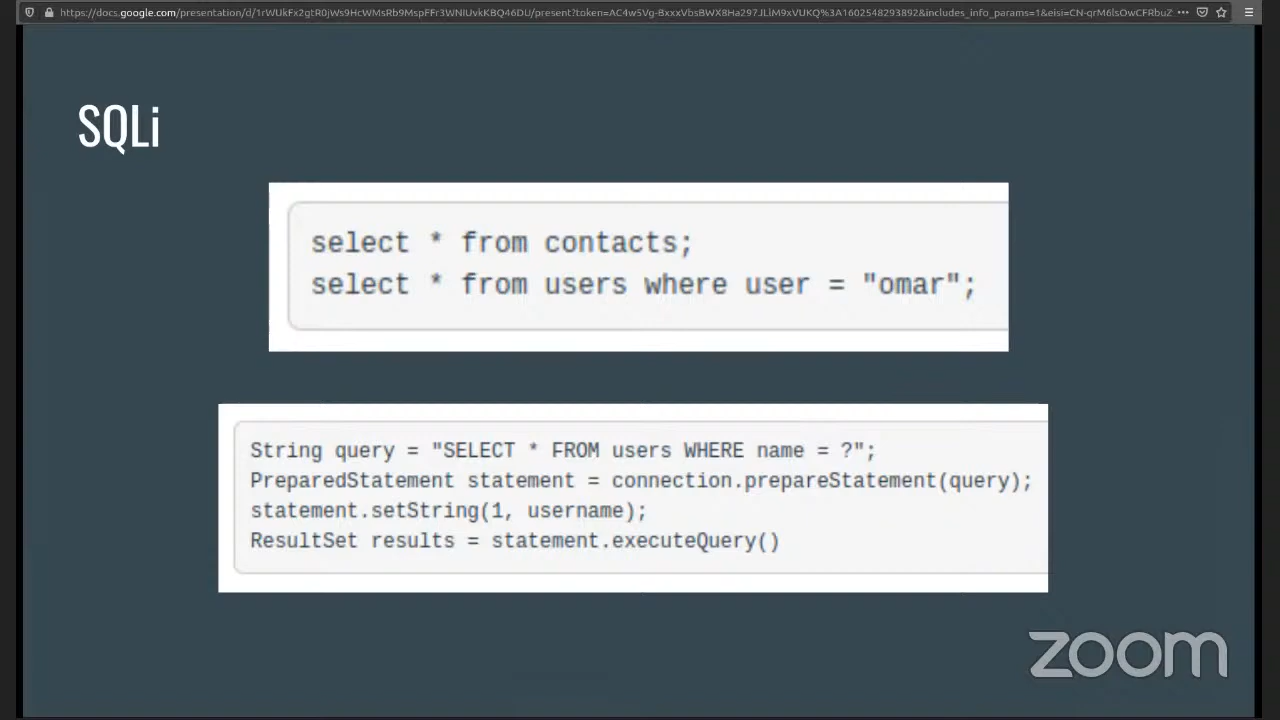 SQLi
select * from contacts;
select * from users where user = "omar";
String query = "SELECT * FROM users WHERE name = ?";
PreparedStatement statement = connection.prepareStatement(query);
statement.setString(1, username);
ResultSet results = statement.executeQuery()
zoom